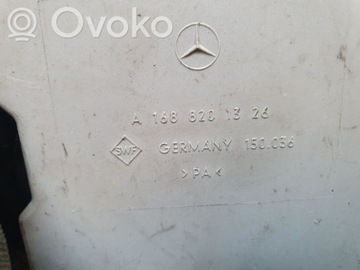 Ovoko
A 168 820 13 26
SWF GERMANY 150.036
>PA<